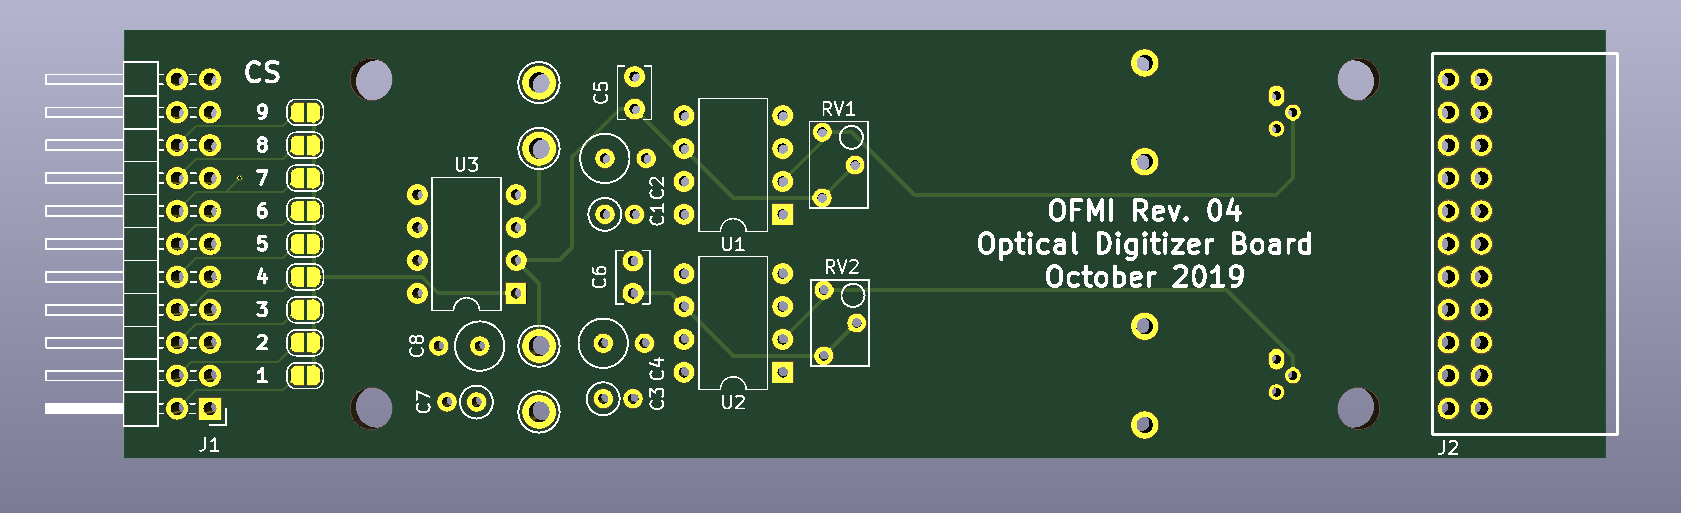 CS
9
8
7
6
5
4
3
2
1
J1
U3
C8
C7
C5
C2
C1
C6
C4
C3
U1
U2
RV1
RV2
OFMI Rev. 04
Optical Digitizer Board
October 2019
J2